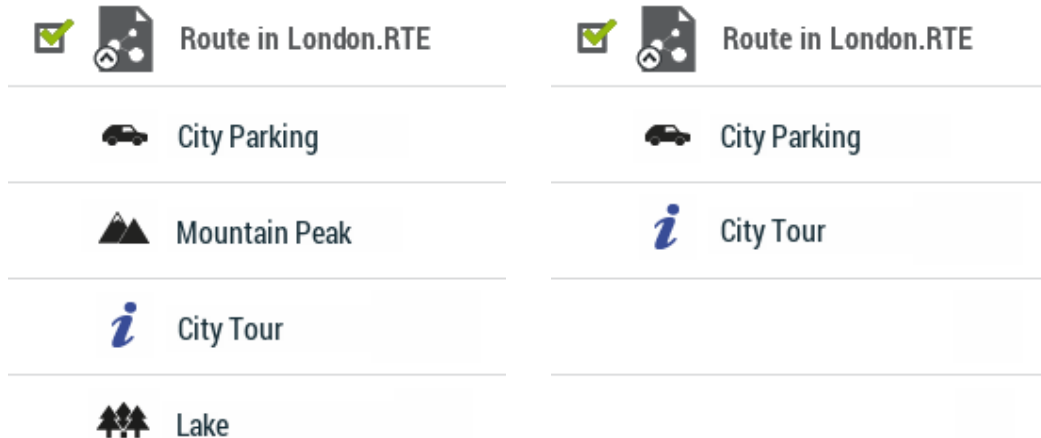 Route in London.RTE
City Parking
Mountain Peak
City Tour
Lake
Route in London.RTE
City Parking
City Tour